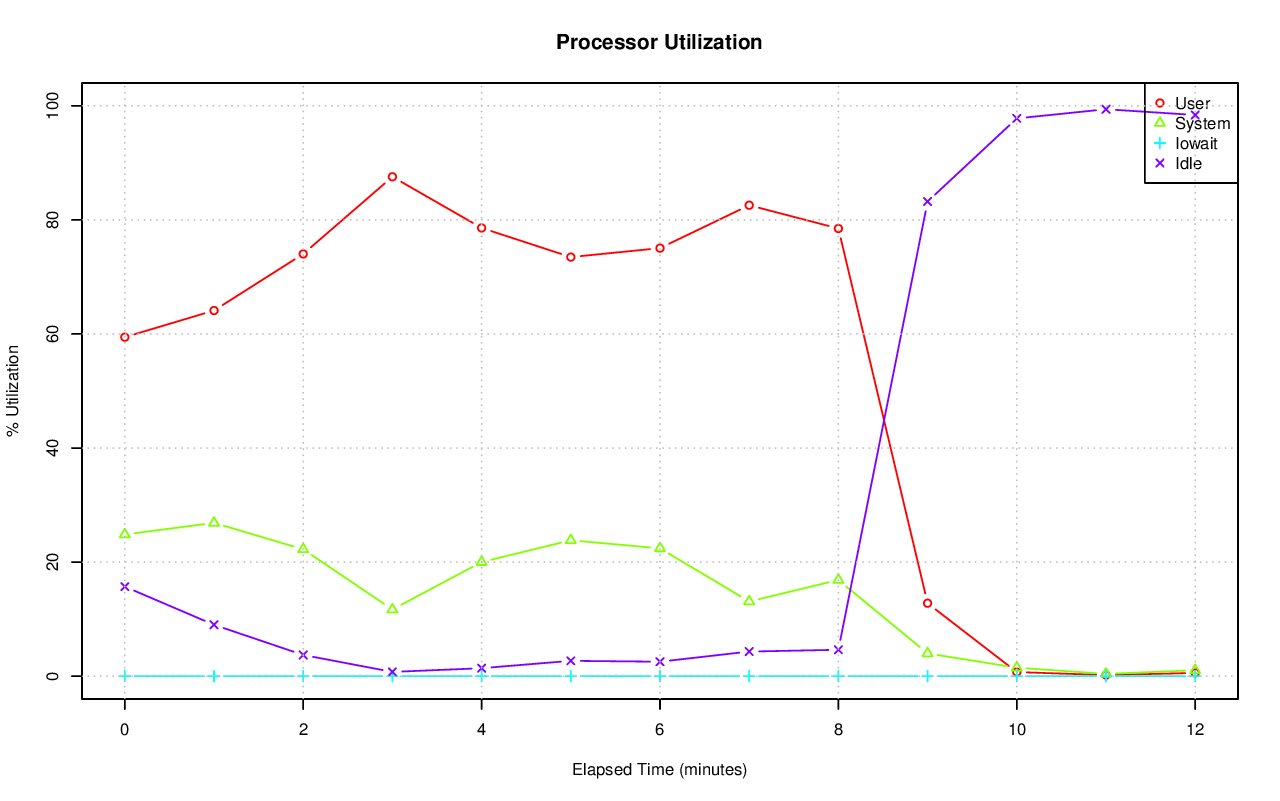 Processor Utilization
User
System
Iowait
Idle
% Utilization
100
80
60
40
20
0
0 2 4 6 8 10 12
Elapsed Time (minutes)